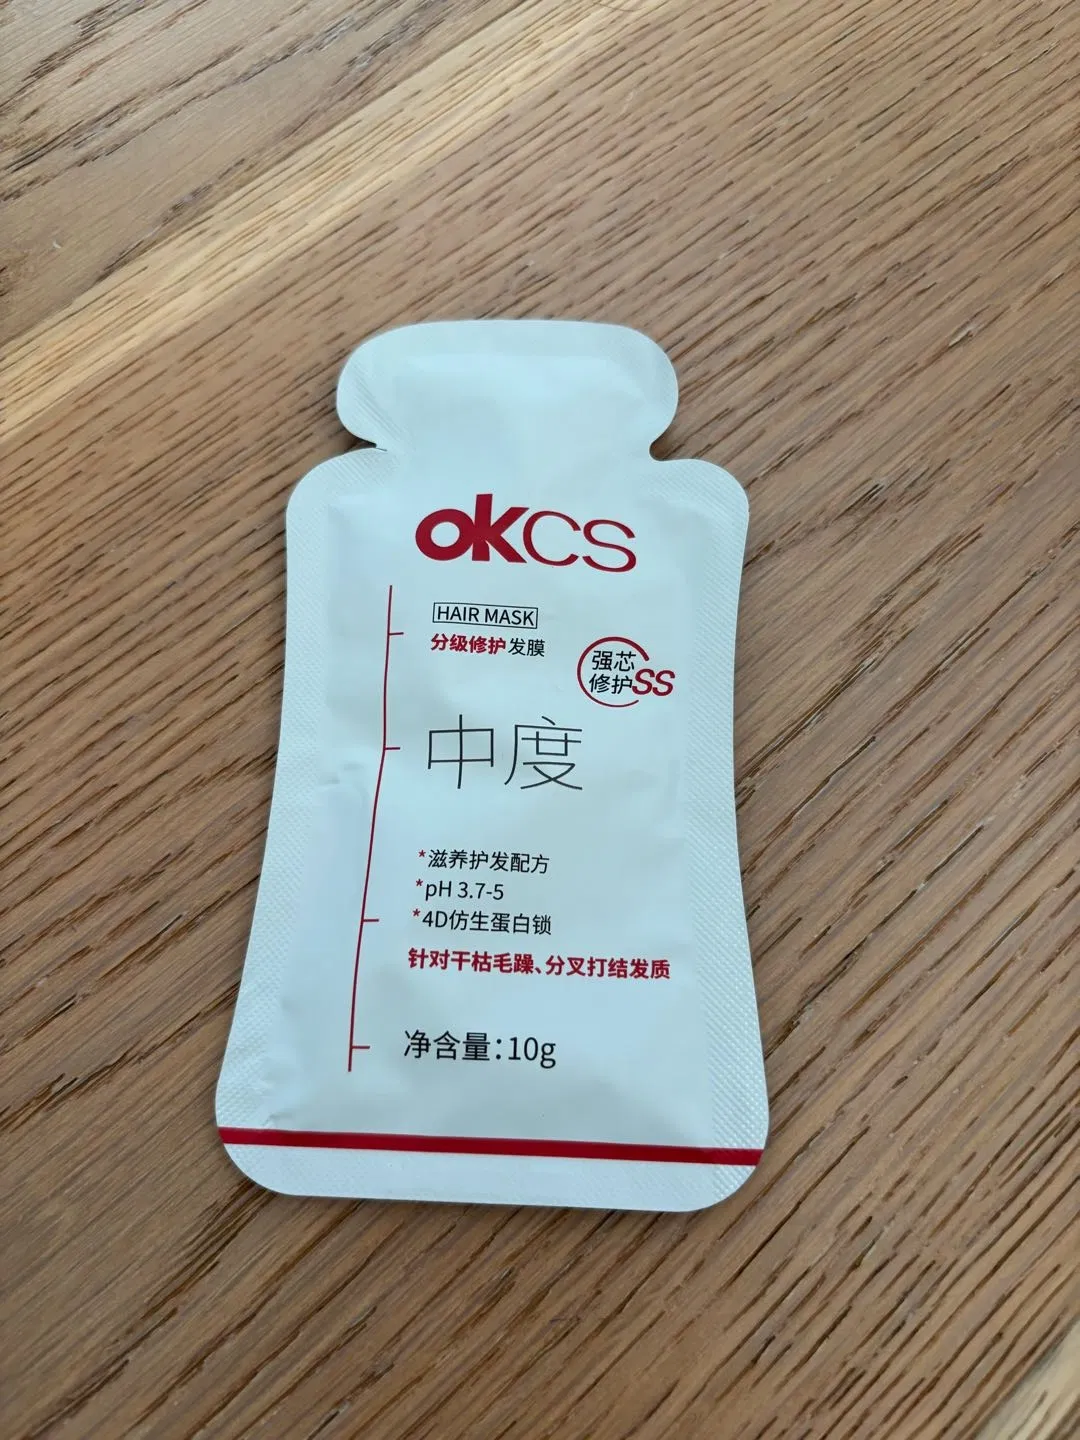 okcs
HAIR MASK
分级修护发膜
强芯
修护SS
中度
*滋养护发配方
*pH 3.7-5
*4D仿生蛋白锁
针对干枯毛躁、分叉打结发质
净含量：10g